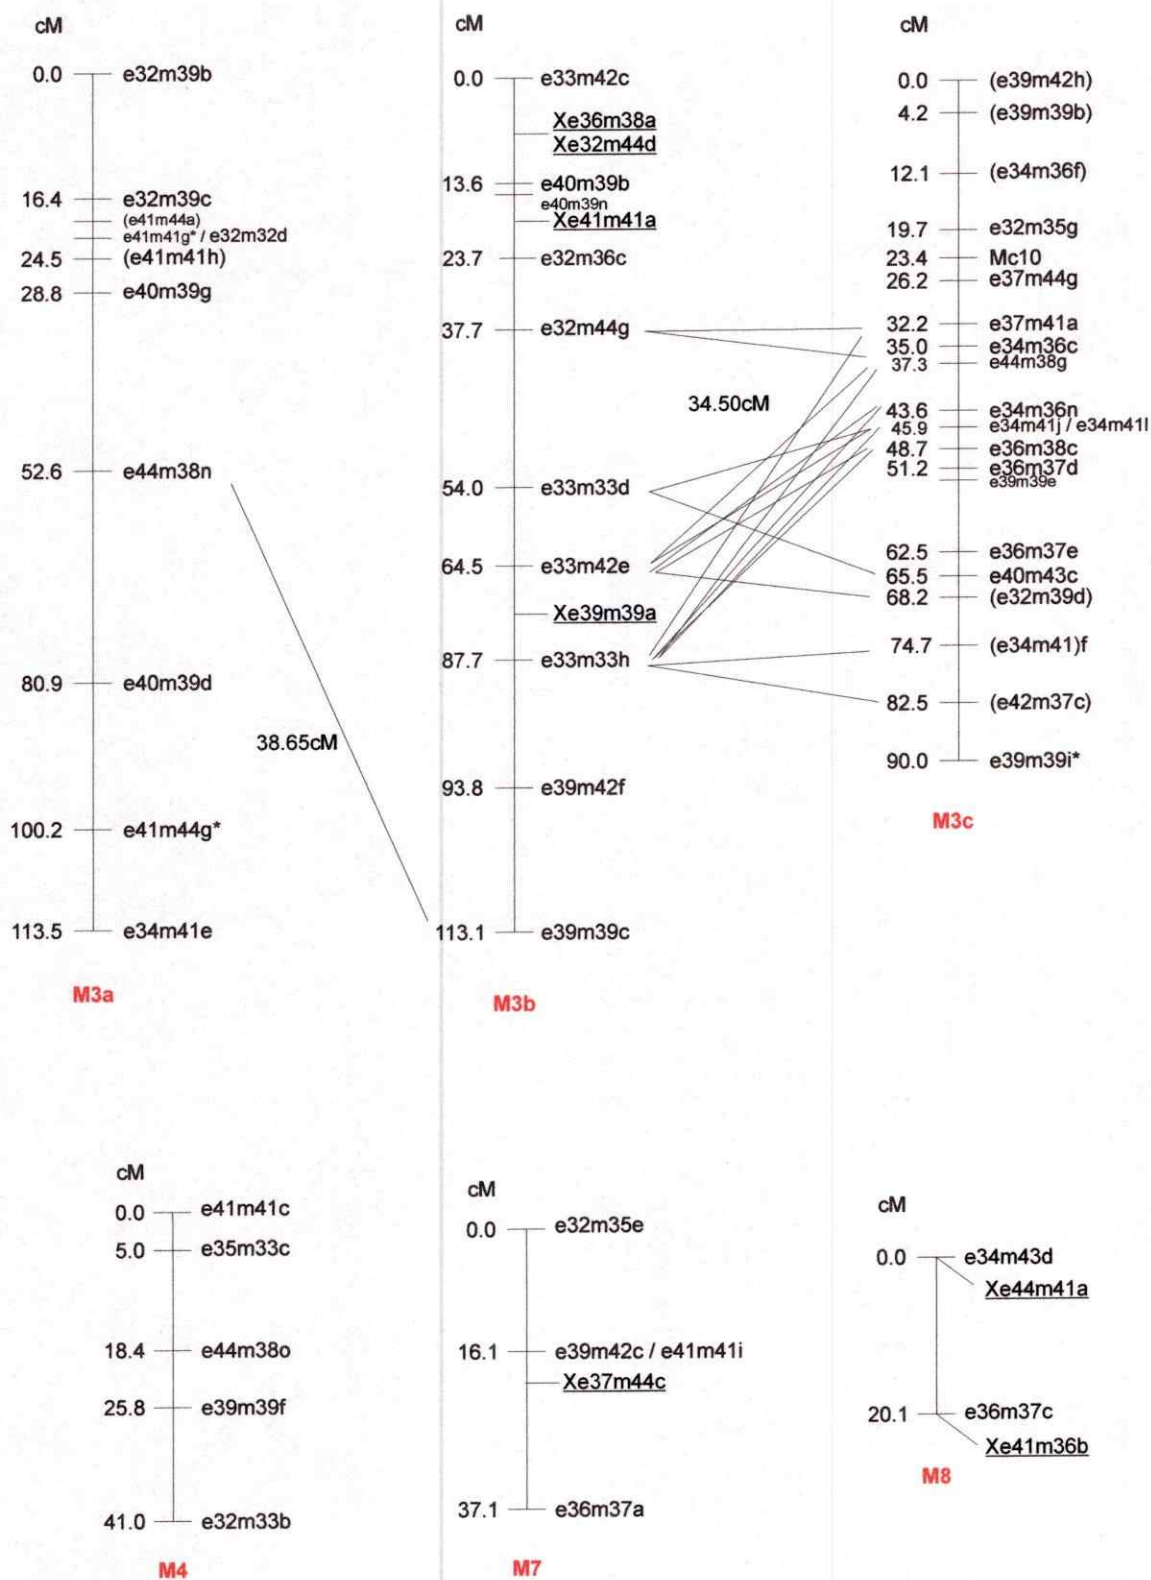 cM
0.0 e32m39b
16.4 e32m39c
(e41m44a)
e41m41g* / e32m32d
24.5 (e41m41h)
28.8 e40m39g
52.6 e44m38n
80.9 e40m39d
100.2 e41m44g*
113.5 e34m41e
M3a
38.65cM
cM
0.0 e33m42c
Xe36m38a
Xe32m44d
13.6 e40m39b
e40m39n
Xe41m41a
23.7 e32m36c
37.7 e32m44g
54.0 e33m33d
64.5 e33m42e
Xe39m39a
87.7 e33m33h
93.8 e39m42f
113.1 e39m39c
M3b
34.50cM
cM
0.0 (e39m42h)
4.2 (e39m39b)
12.1 (e34m36f)
19.7 e32m35g
23.4 Mc10
26.2 e37m44g
32.2 e37m41a
35.0 e34m36c
37.3 e44m38g
43.6 e34m36n
45.9 e34m41j / e34m41l
48.7 e36m38c
51.2 e36m37d
e39m39e
62.5 e36m37e
65.5 e40m43c
68.2 (e32m39d)
74.7 (e34m41)f
82.5 (e42m37c)
90.0 e39m39i*
M3c
cM
0.0 e41m41c
5.0 e35m33c
18.4 e44m38o
25.8 e39m39f
41.0 e32m33b
M4
cM
0.0 e32m35e
16.1 e39m42c / e41m41i
Xe37m44c
37.1 e36m37a
M7
cM
0.0 e34m43d
Xe44m41a
20.1 e36m37c
Xe41m36b
M8